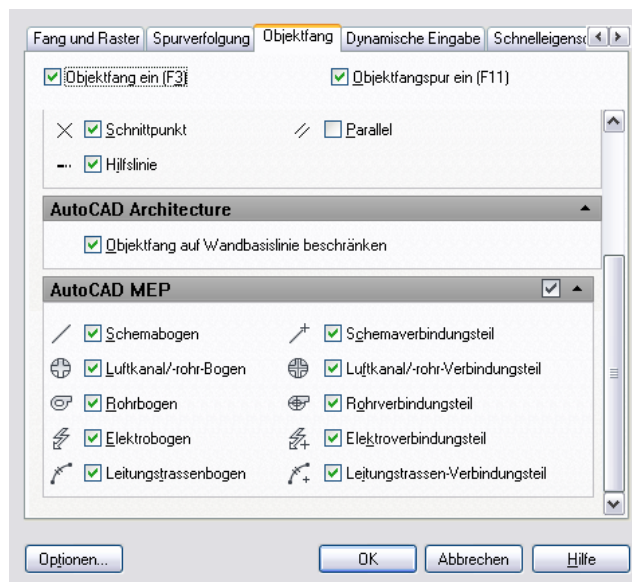 Fang und Raster Spurverfolgung Objektfang Dynamische Eingabe Schnelleigensc
Objektfang ein (F3) Objektfangspur ein (F11)
Schnittpunkt Parallel
Hilfslinie
AutoCAD Architecture
Objektfang auf Wandbasislinie beschränken
AutoCAD MEP
Schemabogen Schemaverbindungsteil
Luftkanal/-rohr-Bogen Luftkanal/-rohr-Verbindungsteil
Rohrbogen Rohrverbindungsteil
Elektrobogen Elektroverbindungsteil
Leitungstrassenbogen Leitungstrassen-Verbindungsteil
Optionen... OK Abbrechen Hilfe